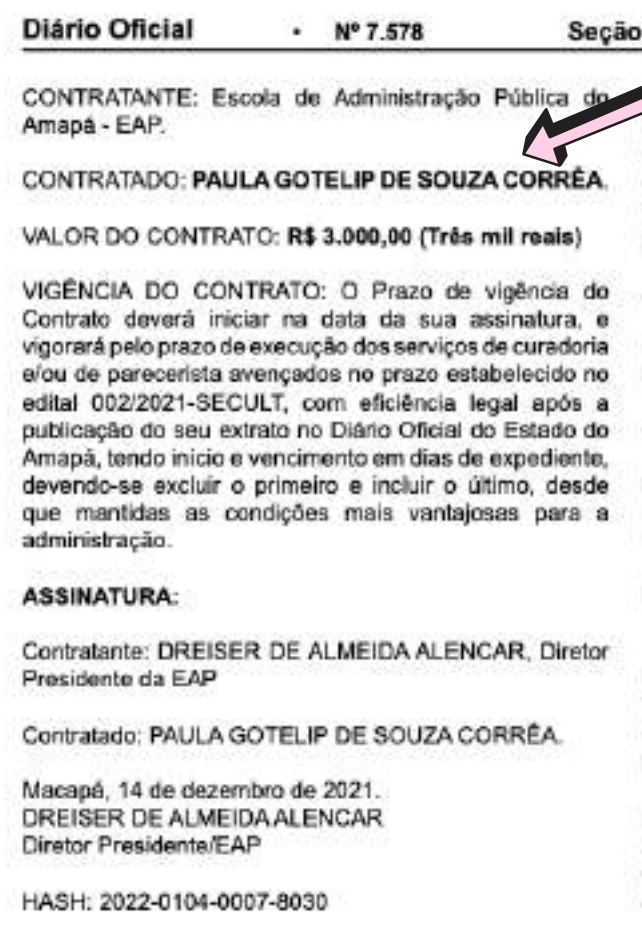 Diário Oficial • Nº 7.578 Seção
CONTRATANTE: Escola de Administração Pública do
Amapá - EAP.
CONTRATADO: PAULA GOTELIP DE SOUZA CORRÊA.
VALOR DO CONTRATO: R$ 3.000,00 (Três mil reais)
VIGÊNCIA DO CONTRATO: O Prazo de vigência do
Contrato deverá iniciar na data da sua assinatura, e
vigorará pelo prazo de execução dos serviços de curadoria
e/ou de parecerista avençados no prazo estabelecido no
edital 002/2021-SECULT, com eficiência legal após a
publicação do seu extrato no Diário Oficial do Estado do
Amapá, tendo inicio e vencimento em dias de expediente,
devendo-se excluir o primeiro e incluir o último, desde
que mantidas as condições mais vantajosas para a
administração.
ASSINATURA:
Contratante: DREISER DE ALMEIDA ALENCAR, Diretor
Presidente da EAP
Contratado: PAULA GOTELIP DE SOUZA CORRÊA.
Macapá, 14 de dezembro de 2021.
DREISER DE ALMEIDA ALENCAR
Diretor Presidente/EAP
HASH: 2022-0104-0007-8030